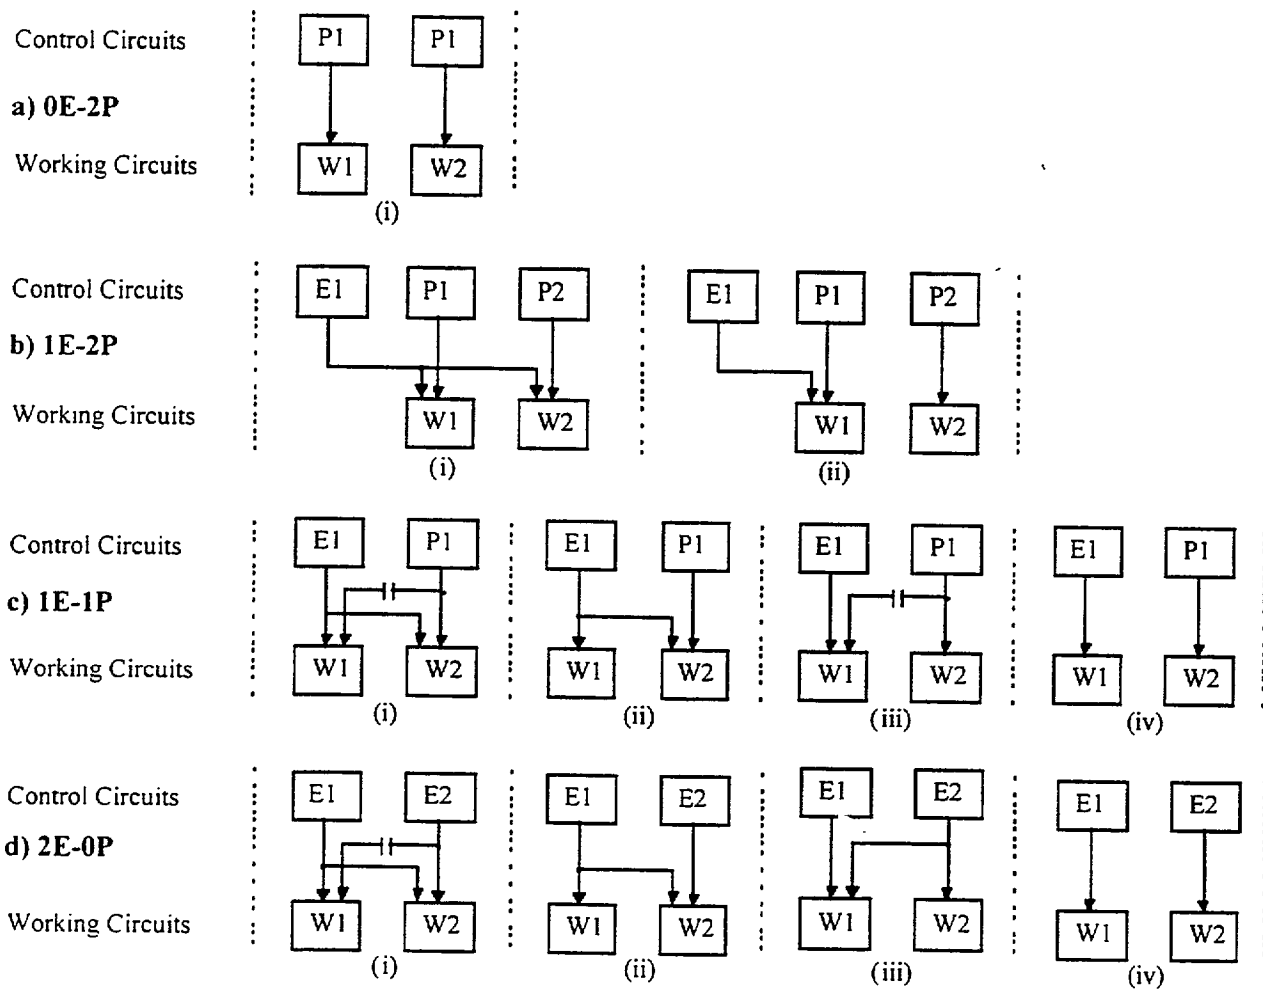 Control Circuits P1 P1
a) 0E-2P
Working Circuits W1 W2
(i)
Control Circuits E1 P1 P2 E1 P1 P2
b) 1E-2P
Working Circuits W1 W2 W1 W2
(i) (ii)
Control Circuits E1 P1 E1 P1 E1 P1 E1 P1
c) 1E-1P
Working Circuits W1 W2 W1 W2 W1 W2 W1 W2
(i) (ii) (iii) (iv)
Control Circuits E1 E2 E1 E2 E1 E2 E1 E2
d) 2E-0P
Working Circuits W1 W2 W1 W2 W1 W2 W1 W2
(i) (ii) (iii) (iv)